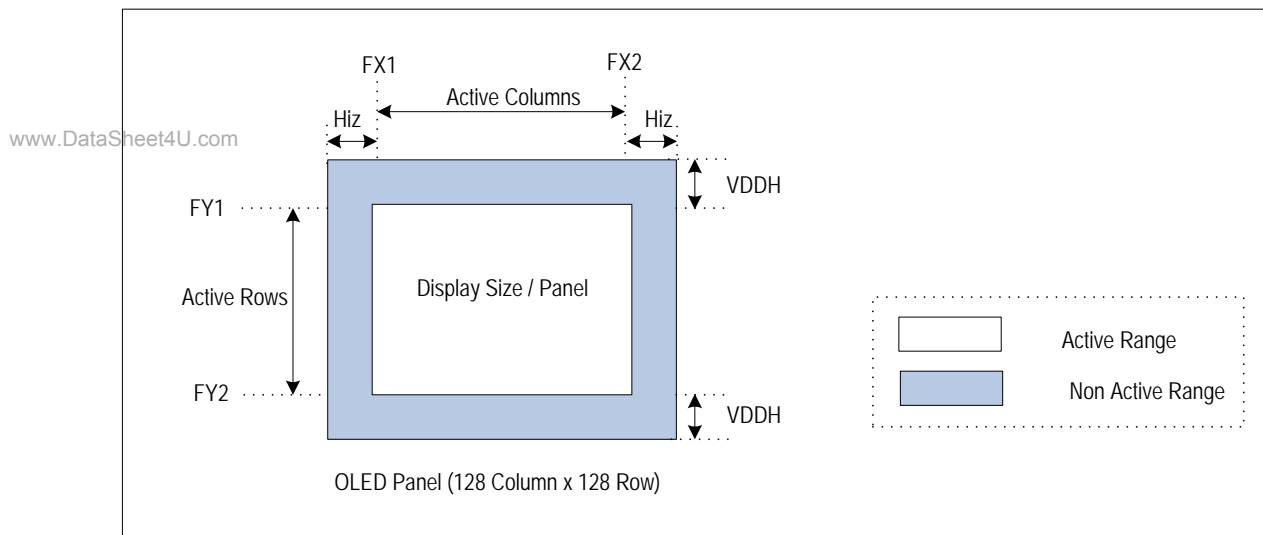 FX1
FX2
Active Columns
Hiz
Hiz
www.DataSheet4U.com
VDDH
FY1
Display Size / Panel
Active Rows
Active Range
FY2
Non Active Range
VDDH
OLED Panel (128 Column x 128 Row)